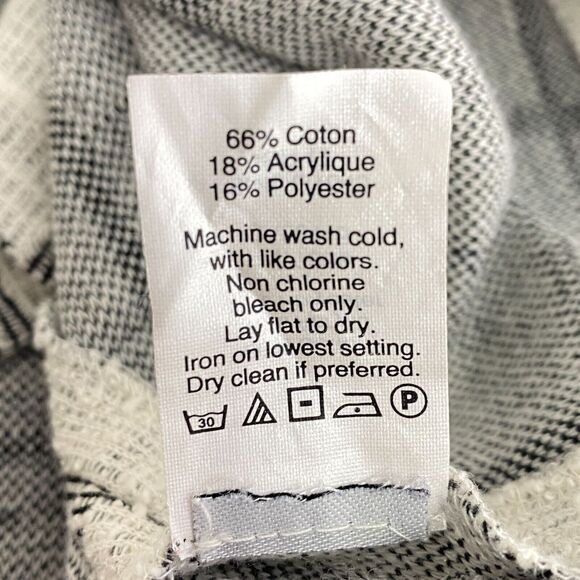 66% Coton
18% Acrylique
16% Polyester
Machine wash cold,
with like colors.
Non chlorine
bleach only.
Lay flat to dry.
Iron on lowest setting.
Dry clean if preferred.
30 P